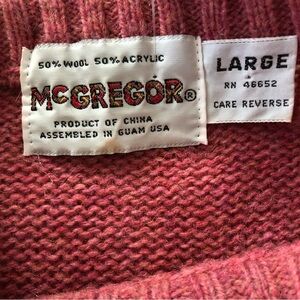 50% WOOL 50% ACRYLIC
McGREGOR®
PRODUCT OF CHINA
ASSEMBLED IN GUAM USA
LARGE
RN 46652
CARE REVERSE